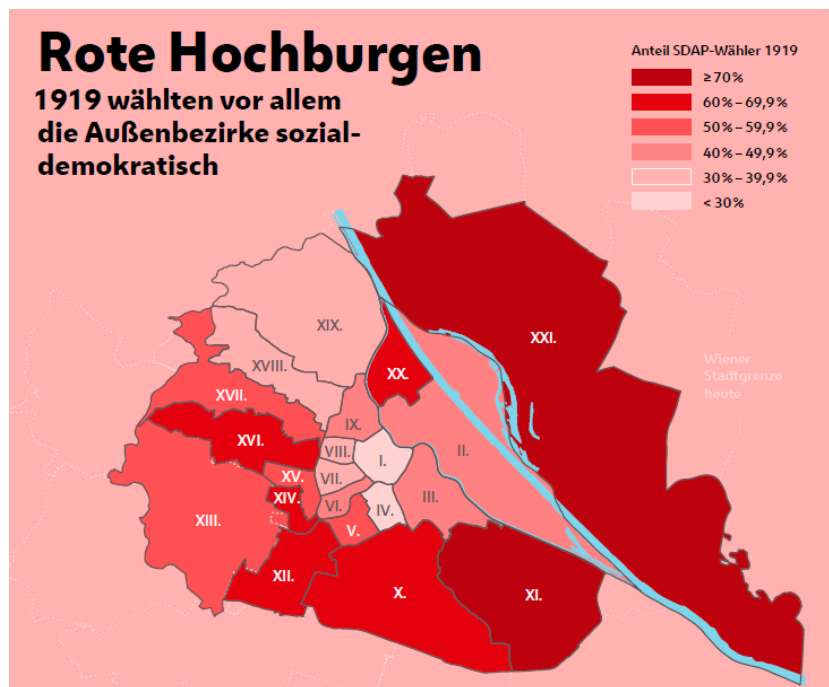 Rote Hochburgen
1919 wählten vor allem
die Außenbezirke sozial-
demokratisch
Anteil SDAP-Wähler 1919
≥70%
60% – 69,9%
50% – 59,9%
40% – 49,9%
30% – 39,9%
< 30%
XIX.
XXI.
XVIII.
XX.
Wiener
Stadtgrenze
heute
XVII.
IX.
XVI.
VIII.
I.
II.
XV.
VII.
XIV.
VI.
III.
IV.
XIII.
V.
XII.
X.
XI.